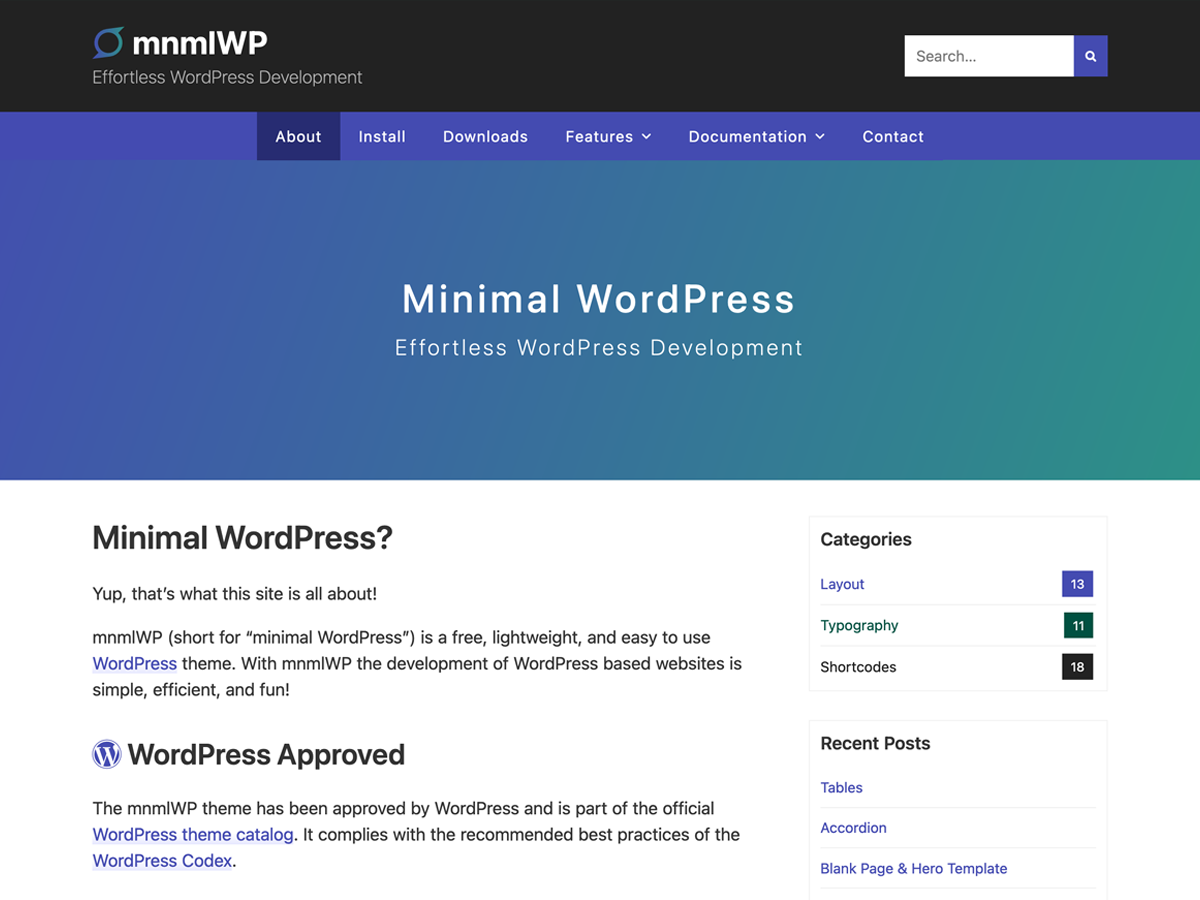 mnmlWP
Effortless WordPress Development
Search...
About Install Downloads Features Documentation Contact
Minimal WordPress
Effortless WordPress Development
Minimal WordPress?
Yup, that’s what this site is all about!
mnmlWP (short for “minimal WordPress”) is a free, lightweight, and easy to use
WordPress theme. With mnmlWP the development of WordPress based websites is
simple, efficient, and fun!
WordPress Approved
The mnmlWP theme has been approved by WordPress and is part of the official
WordPress theme catalog. It complies with the recommended best practices of the
WordPress Codex.
Categories
Layout 13
Typography 11
Shortcodes 18
Recent Posts
Tables
Accordion
Blank Page & Hero Template